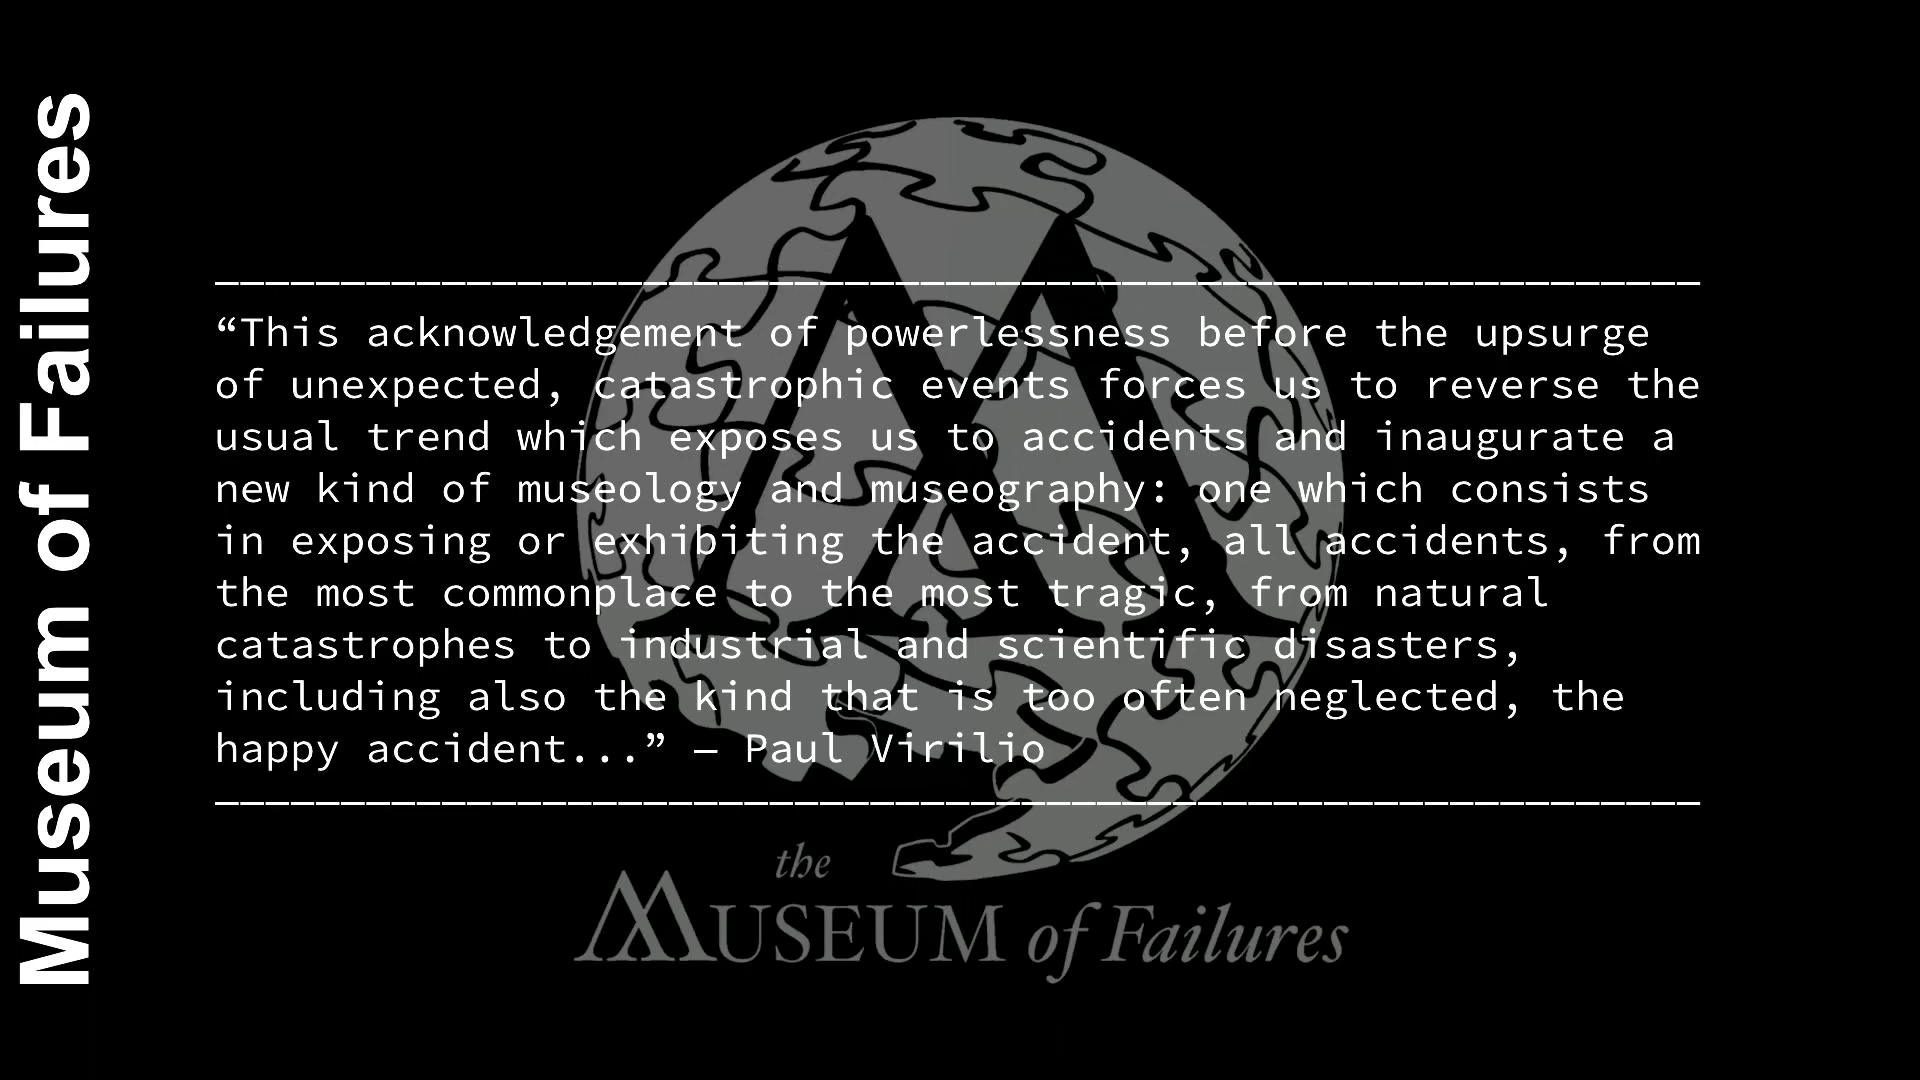 Museum of Failures
“This acknowledgement of powerlessness before the upsurge
of unexpected, catastrophic events forces us to reverse the
usual trend which exposes us to accidents and inaugurate a
new kind of museology and museography: one which consists
in exposing or exhibiting the accident, all accidents, from
the most commonplace to the most tragic, from natural
catastrophes to industrial and scientific disasters,
including also the kind that is too often neglected, the
happy accident...” — Paul Virilio
the
MUSEUM of Failures